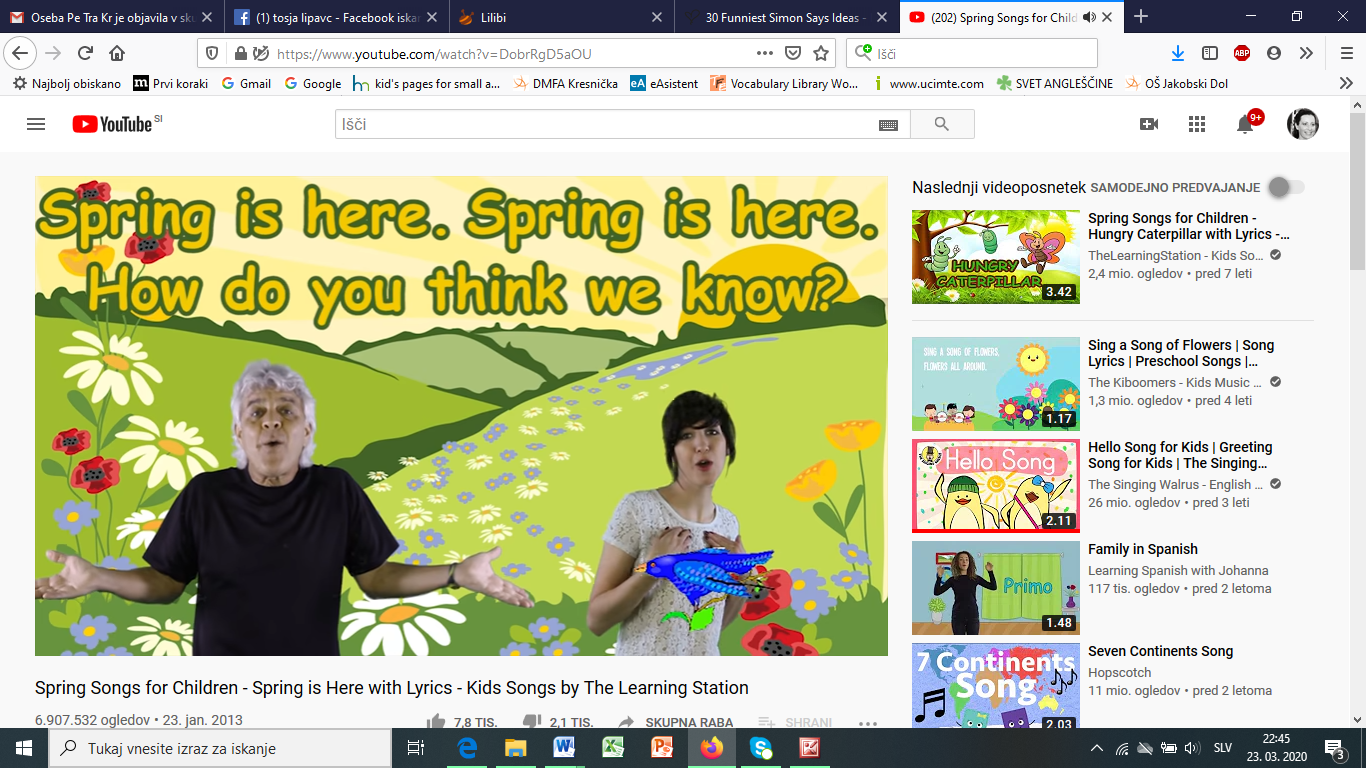 Oseba Pe Tra Kr je objavila v sku
(1) tosja lipavc - Facebook iskar
Lilibi
30 Funniest Simon Says Ideas -
(202) Spring Songs for Child
https://www.youtube.com/watch?v=DobrRgD5aOU
Išči
Najbolj obiskano
Prvi koraki
Gmail
Google
kid's pages for small a...
DMFA Kresnička
eAsistent
Vocabulary Library Wo...
www.ucimte.com
SVET ANGLEŠČINE
OŠ Jakobski Dol
YouTube SI
Išči
9+
Spring is here. Spring is here.
How do you think we know?
Spring Songs for Children - Spring is Here with Lyrics - Kids Songs by The Learning Station
6.907.532 ogledov • 23. jan. 2013
7,8 TIS.
2,1 TIS.
SKUPNA RABA
SHRANI
Naslednji videoposnetek
SAMODEJNO PREDVAJANJE
HUNGRY
CATERPILLAR
3.42
Spring Songs for Children -
Hungry Caterpillar with Lyrics -...
TheLearningStation - Kids So...
2,4 mio. ogledov • pred 7 leti
SING A SONG OF FLOWERS,
FLOWERS ALL AROUND.
1.17
Sing a Song of Flowers | Song
Lyrics | Preschool Songs |...
The Kiboomers - Kids Music ...
1,3 mio. ogledov • pred 4 leti
Hello Song
2.11
Hello Song for Kids | Greeting
Song for Kids | The Singing...
The Singing Walrus - English ...
26 mio. ogledov • pred 3 leti
Primo
1.48
Family in Spanish
Learning Spanish with Johanna
117 tis. ogledov • pred 2 letoma
7 Continents
Song
2.03
Seven Continents Song
Hopscotch
11 mio. ogledov • pred 2 letoma
Tukaj vnesite izraz za iskanje
SLV
22:45
23. 03. 2020
3